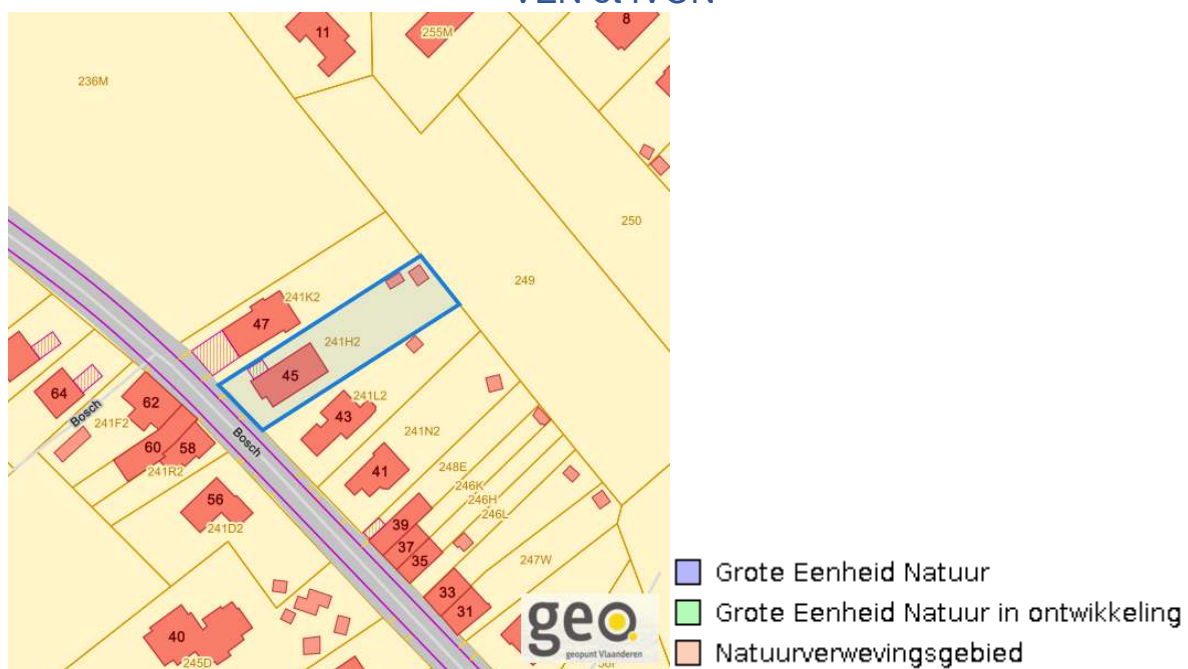 VEN & IVON
11
255M
8
236M
250
249
241K2
47
241H2
45
64
Bosch
62
241F2
43
241L2
Bosch
60
58
241R2
241N2
41
248E
246K
246H
246L
56
241D2
39
37
35
247W
33
31
40
245D
geo.
geopunt Vlaanderen
Grote Eenheid Natuur
Grote Eenheid Natuur in ontwikkeling
Natuurverwevingsgebied